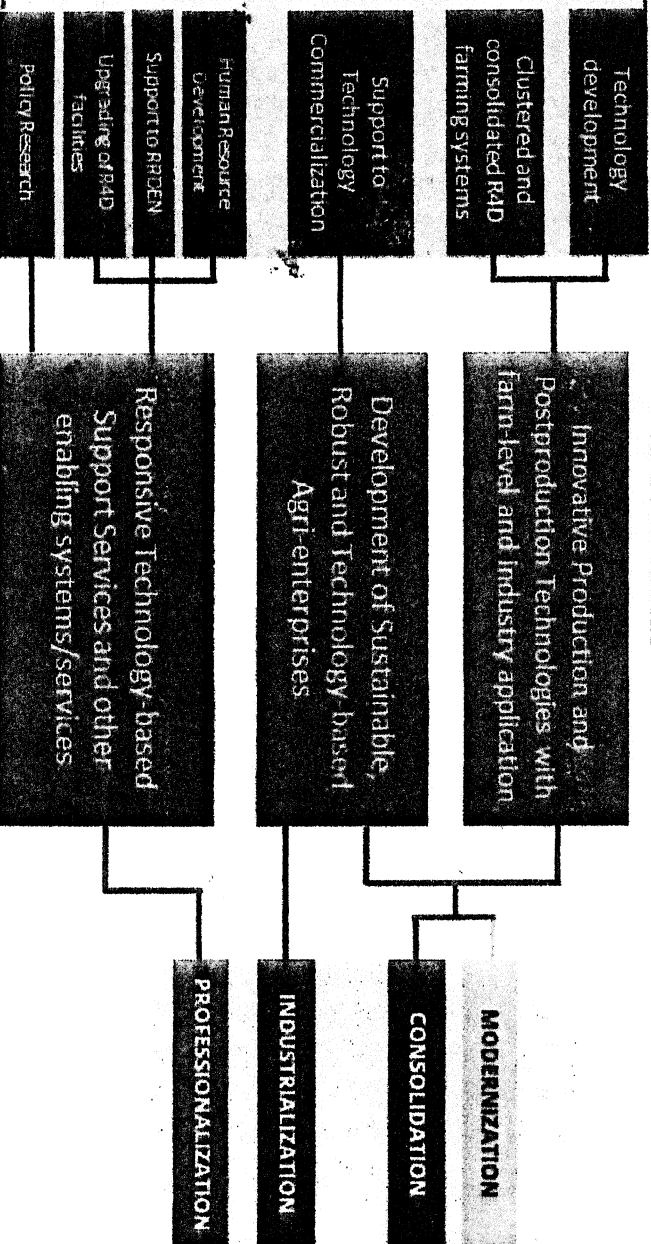 Technology
development
Clustered and
consolidated R4D
farming systems
Support to
Technology
Commercialization
Human Resource
Development
Support to RRDEN
Upgrading of R4D
facilities
Policy Research
Innovative Production and
Postproduction Technologies with
farm-level and industry application
Development of Sustainable,
Robust and Technology-based
Agri-enterprises
Responsive Technology-based
Support Services and other
enabling systems/services
MODERNIZATION
CONSOLIDATION
INDUSTRIALIZATION
PROFESSIONALIZATION